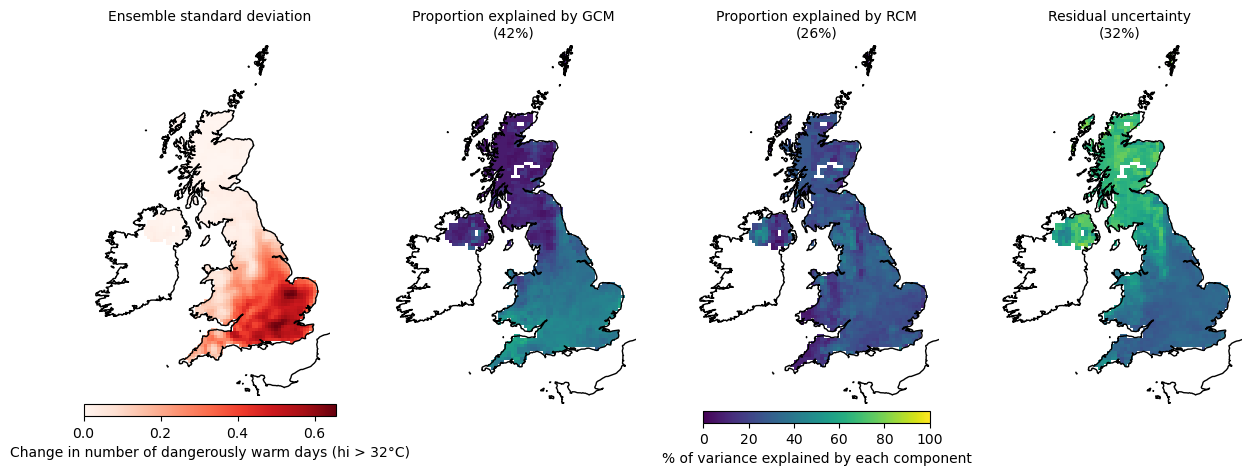 Ensemble standard deviation
Proportion explained by GCM
(42%)
Proportion explained by RCM
(26%)
Residual uncertainty
(32%)
0.0 0.2 0.4 0.6
Change in number of dangerously warm days (hi > 32°C)
0 20 40 60 80 100
% of variance explained by each component